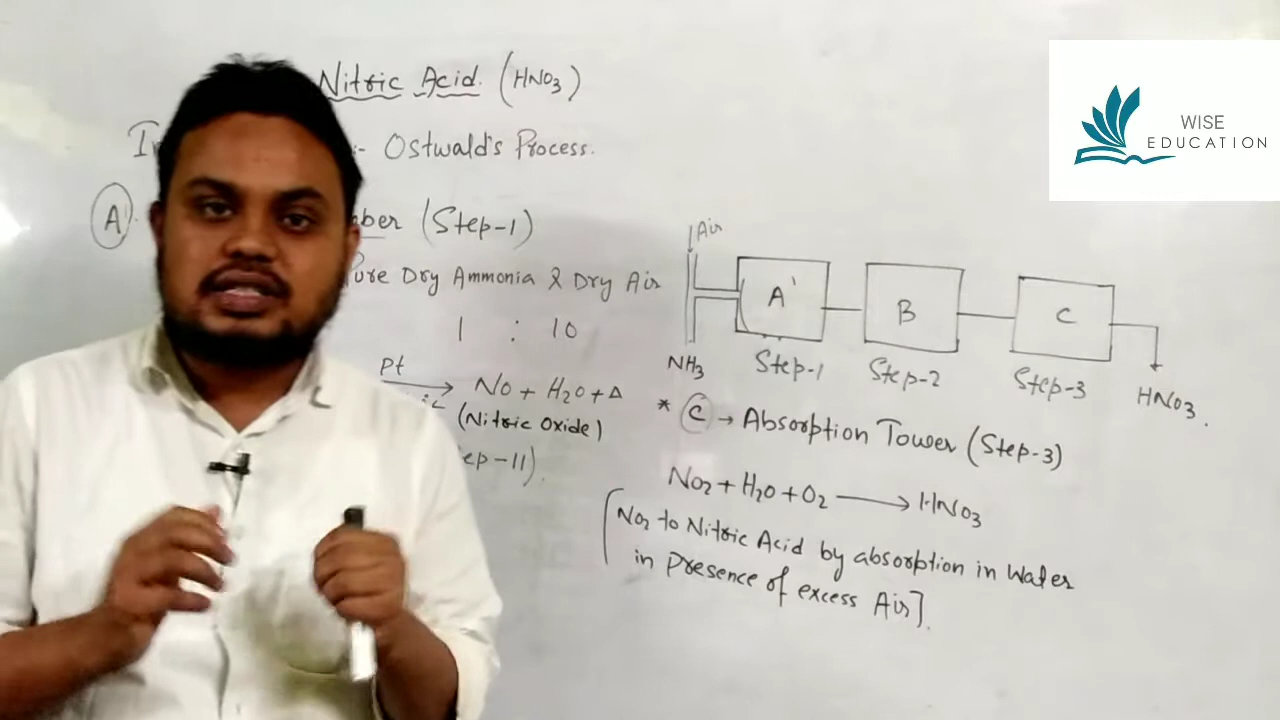 Nitric Acid. (HNO3)
:- Ostwald's Process.
A'. ber (Step-1)
Pure Dry Ammonia & Dry Air
1 : 10
Pt
→ NO + H2O + Δ
(Nitric Oxide)
ep-11).
Air
A' B C
NH3 Step-1 Step-2 Step-3 HNO3.
* C → Absorption Tower (Step-3)
NO2 + H2O + O2 → HNO3
[NO2 to Nitric Acid by absorption in Water
in Presence of excess Air].
WISE
EDUCATION